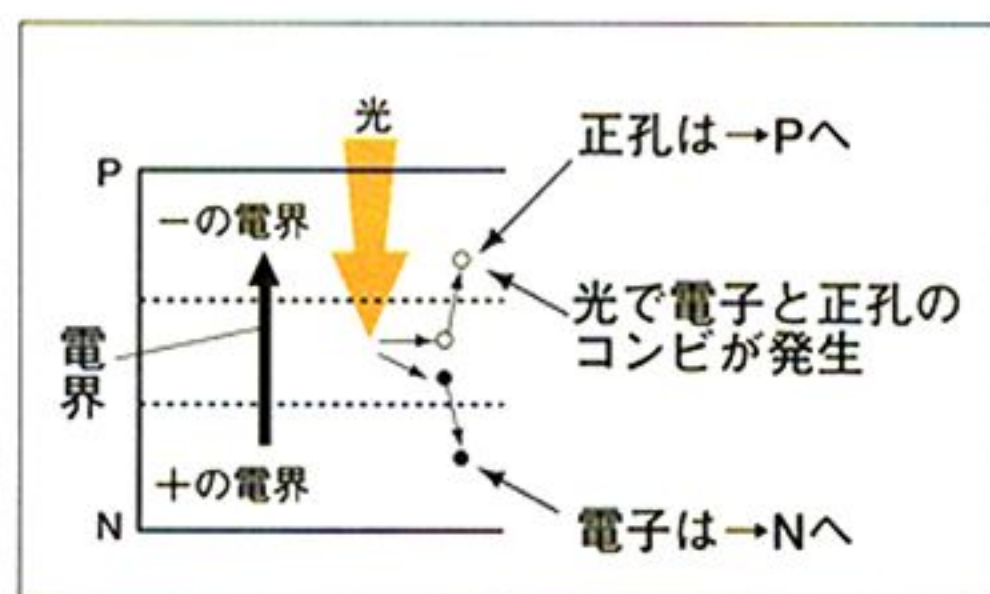 光
正孔は→Pへ
P
−の電界
光で電子と正孔の
コンビが発生
電界
＋の電界
N
電子は→Nへ